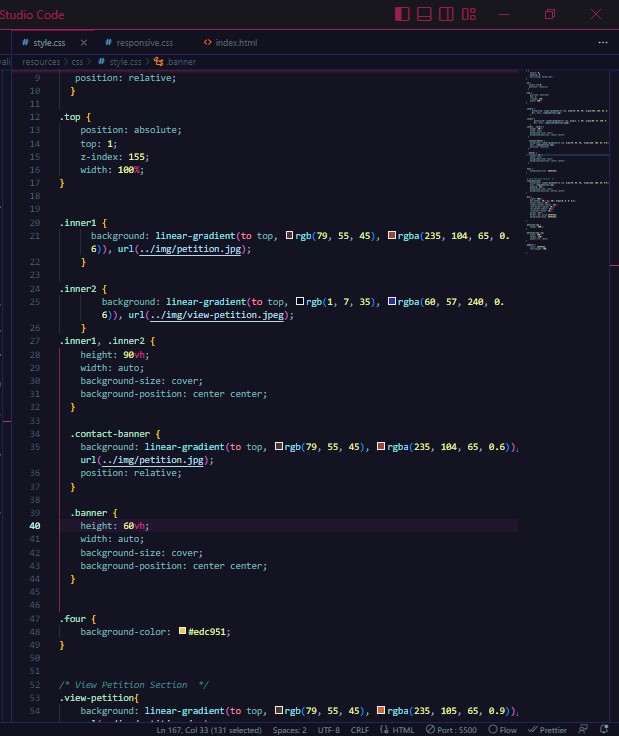 Studio Code
# style.css
# responsive.css
<> index.html
...
resources > css > # style.css > .banner
9 position: relative;
10 }
11
12 .top {
13 position: absolute;
14 top: 1;
15 z-index: 155;
16 width: 100%;
17 }
18
19
20 .inner1 {
21 background: linear-gradient(to top, rgb(79, 55, 45), rgba(235, 104, 65, 0.
6)), url(../img/petition.jpg);
22 }
23
24 .inner2 {
25 background: linear-gradient(to top, rgb(1, 7, 35), rgba(60, 57, 240, 0.
6)), url(../img/view-petition.jpeg);
26 }
27 .inner1, .inner2 {
28 height: 90vh;
29 width: auto;
30 background-size: cover;
31 background-position: center center;
32 }
33
34 .contact-banner {
35 background: linear-gradient(to top, rgb(79, 55, 45), rgba(235, 104, 65, 0.6)),
url(../img/petition.jpg);
36 position: relative;
37 }
38
39 .banner {
40 height: 60vh;
41 width: auto;
42 background-size: cover;
43 background-position: center center;
44 }
45
46
47 .four {
48 background-color: #edc951;
49 }
50
51
52 /* View Petition Section  */
53 .view-petition{
54 background: linear-gradient(to top, rgb(79, 55, 45), rgba(235, 105, 65, 0.9)),
Ln 167, Col 33 (131 selected) Spaces: 2 UTF-8 CRLF {} HTML Port : 5500 Flow Prettier